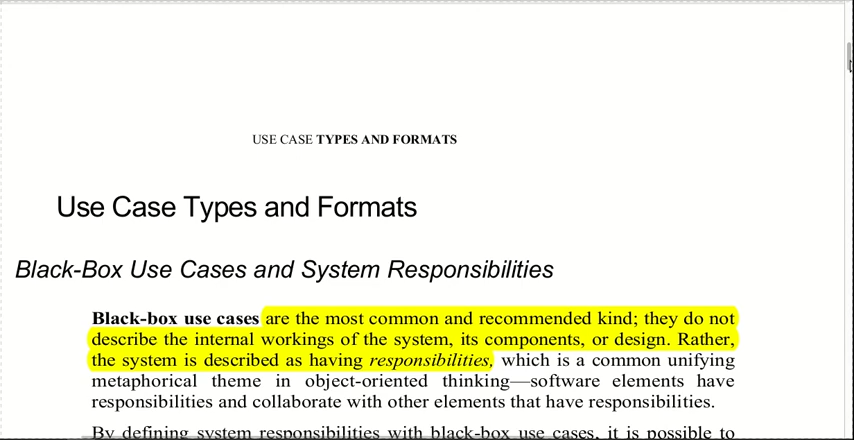 USE CASE TYPES AND FORMATS
Use Case Types and Formats
Black-Box Use Cases and System Responsibilities
Black-box use cases are the most common and recommended kind; they do not
describe the internal workings of the system, its components, or design. Rather,
the system is described as having responsibilities, which is a common unifying
metaphorical theme in object-oriented thinking—software elements have
responsibilities and collaborate with other elements that have responsibilities.
By defining system responsibilities with black-box use cases, it is possible to